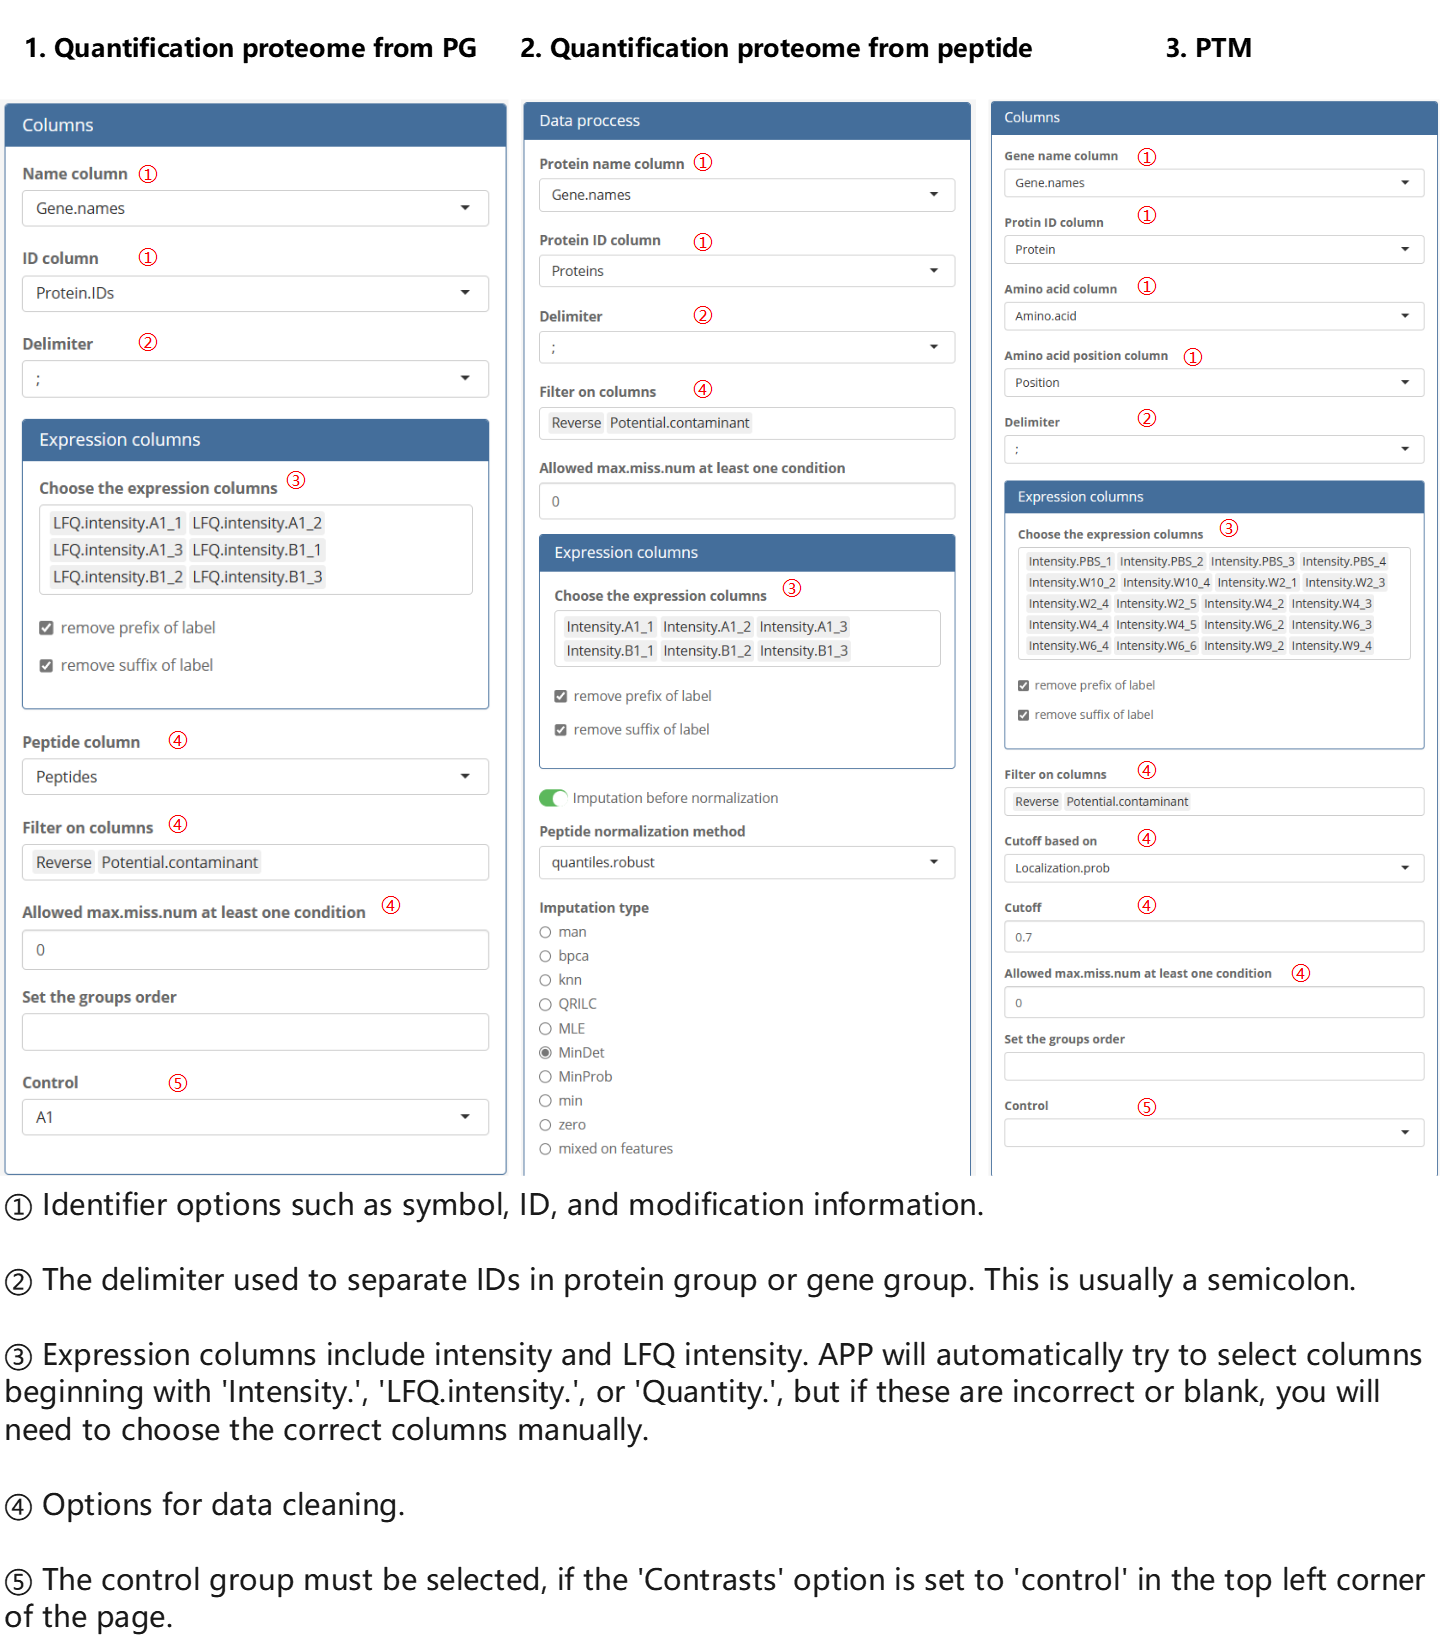 1. Quantification proteome from PG
2. Quantification proteome from peptide
3. PTM
Columns
Name column ①
Gene.names
ID column ①
Protein.IDs
Delimiter ②
;
Expression columns
Choose the expression columns ③
LFQ.intensity.A1_1 LFQ.intensity.A1_2
LFQ.intensity.A1_3 LFQ.intensity.B1_1
LFQ.intensity.B1_2 LFQ.intensity.B1_3
remove prefix of label
remove suffix of label
Peptide column ④
Peptides
Filter on columns ④
Reverse Potential.contaminant
Allowed max.miss.num at least one condition ④
0
Set the groups order
Control ⑤
A1
Data proccess
Protein name column ①
Gene.names
Protein ID column ①
Proteins
Delimiter ②
;
Filter on columns ④
Reverse Potential.contaminant
Allowed max.miss.num at least one condition
0
Expression columns
Choose the expression columns ③
Intensity.A1_1 Intensity.A1_2 Intensity.A1_3
Intensity.B1_1 Intensity.B1_2 Intensity.B1_3
remove prefix of label
remove suffix of label
Imputation before normalization
Peptide normalization method
quantiles.robust
Imputation type
man
bpca
knn
QRILC
MLE
MinDet
MinProb
min
zero
mixed on features
Columns
Gene name column ①
Gene.names
Protin ID column ①
Protein
Amino acid column ①
Amino.acid
Amino acid position column ①
Position
Delimiter ②
;
Expression columns
Choose the expression columns ③
Intensity.PBS_1 Intensity.PBS_2 Intensity.PBS_3 Intensity.PBS_4
Intensity.W10_2 Intensity.W10_4 Intensity.W2_1 Intensity.W2_3
Intensity.W2_4 Intensity.W2_5 Intensity.W4_2 Intensity.W4_3
Intensity.W4_4 Intensity.W4_5 Intensity.W6_2 Intensity.W6_3
Intensity.W6_4 Intensity.W6_6 Intensity.W9_2 Intensity.W9_4
remove prefix of label
remove suffix of label
Filter on columns ④
Reverse Potential.contaminant
Cutoff based on ④
Localization.prob
Cutoff ④
0.7
Allowed max.miss.num at least one condition ④
0
Set the groups order
Control ⑤
① Identifier options such as symbol, ID, and modification information.
② The delimiter used to separate IDs in protein group or gene group. This is usually a semicolon.
③ Expression columns include intensity and LFQ intensity. APP will automatically try to select columns
beginning with 'Intensity.', 'LFQ.intensity.', or 'Quantity.', but if these are incorrect or blank, you will
need to choose the correct columns manually.
④ Options for data cleaning.
⑤ The control group must be selected, if the 'Contrasts' option is set to 'control' in the top left corner
of the page.